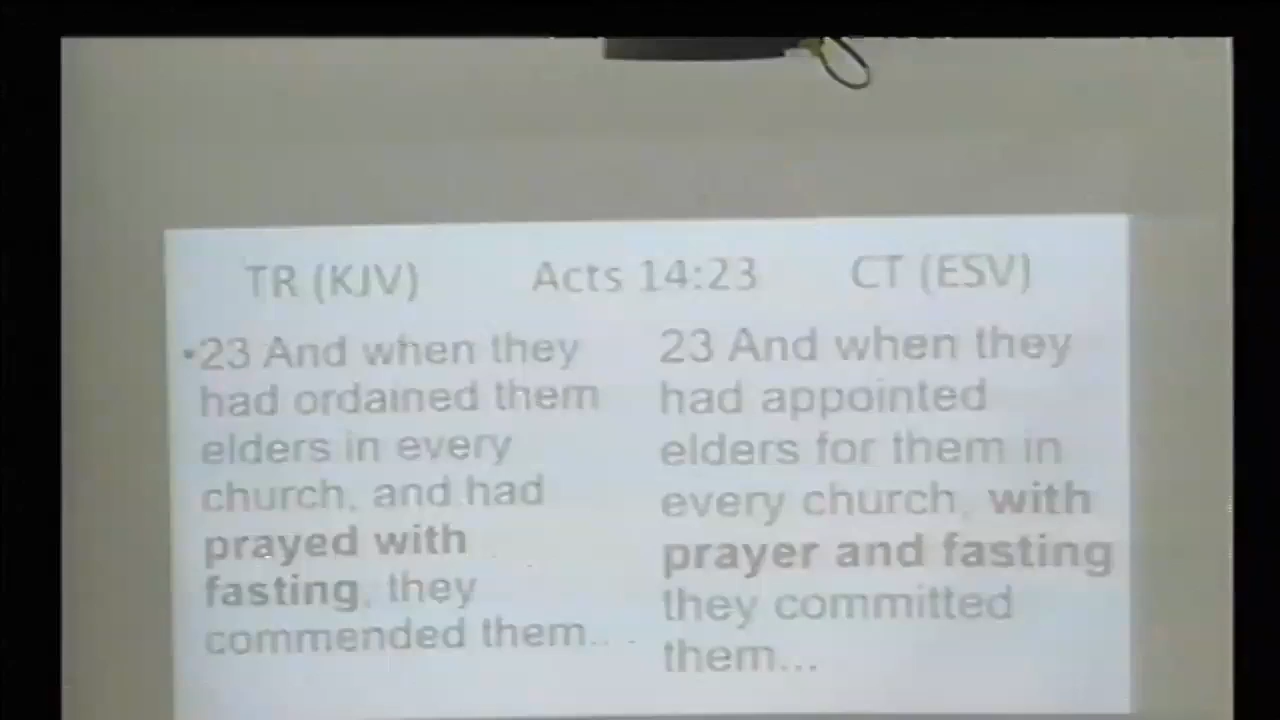 TR (KJV) Acts 14:23 CT (ESV)
•23 And when they
had ordained them
elders in every
church, and had
prayed with
fasting, they
commended them...
23 And when they
had appointed
elders for them in
every church, with
prayer and fasting
they committed
them...